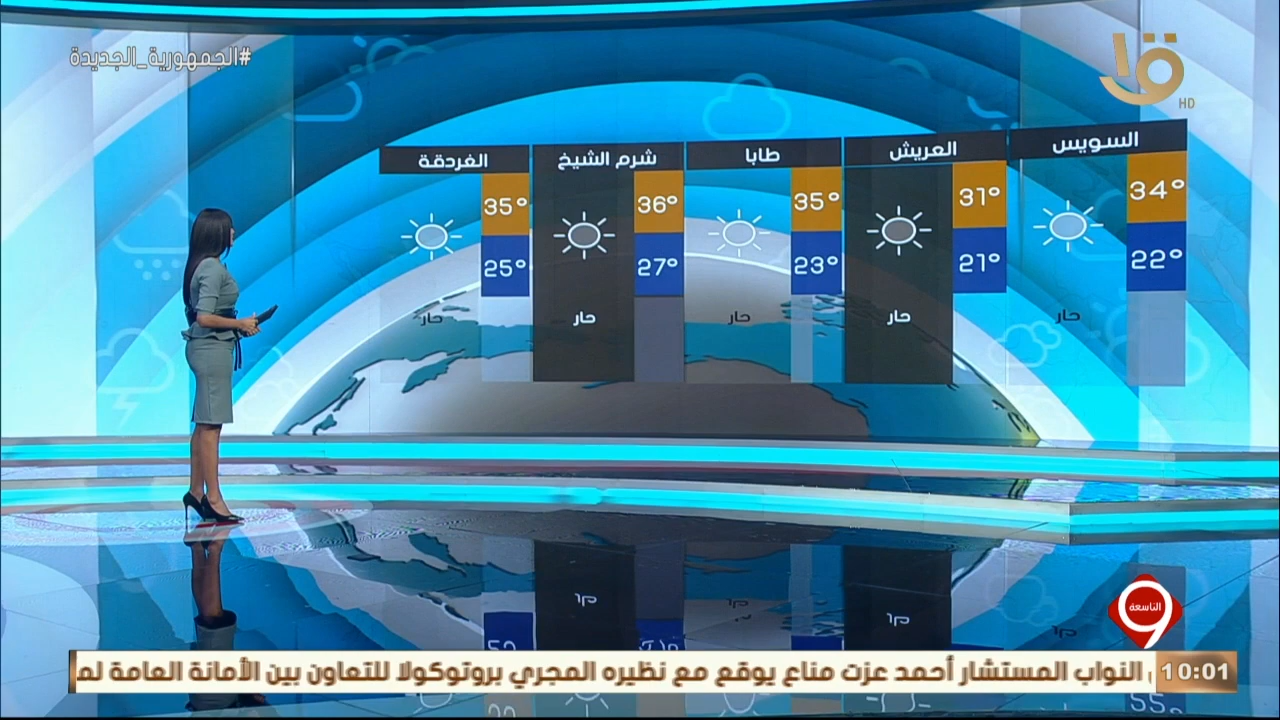 #الجمهورية_الجديدة
HD
السويس
34°
22°
حار
العريش
31°
21°
حار
طابا
35°
23°
حار
شرم الشيخ
36°
27°
حار
الغردقة
35°
25°
حار
التاسعة
9
10:01
النواب المستشار أحمد عزت مناع يوقع مع نظيره المجري بروتوكولا للتعاون بين الأمانة العامة لم